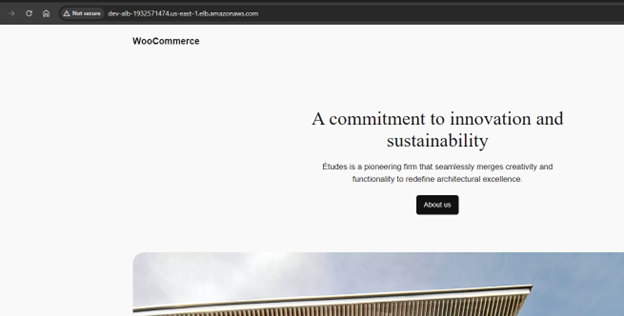 Not secure dev-alb-1932571474.us-east-1.elb.amazonaws.com
WooCommerce
A commitment to innovation and
sustainability
Études is a pioneering firm that seamlessly merges creativity and
functionality to redefine architectural excellence.
About us